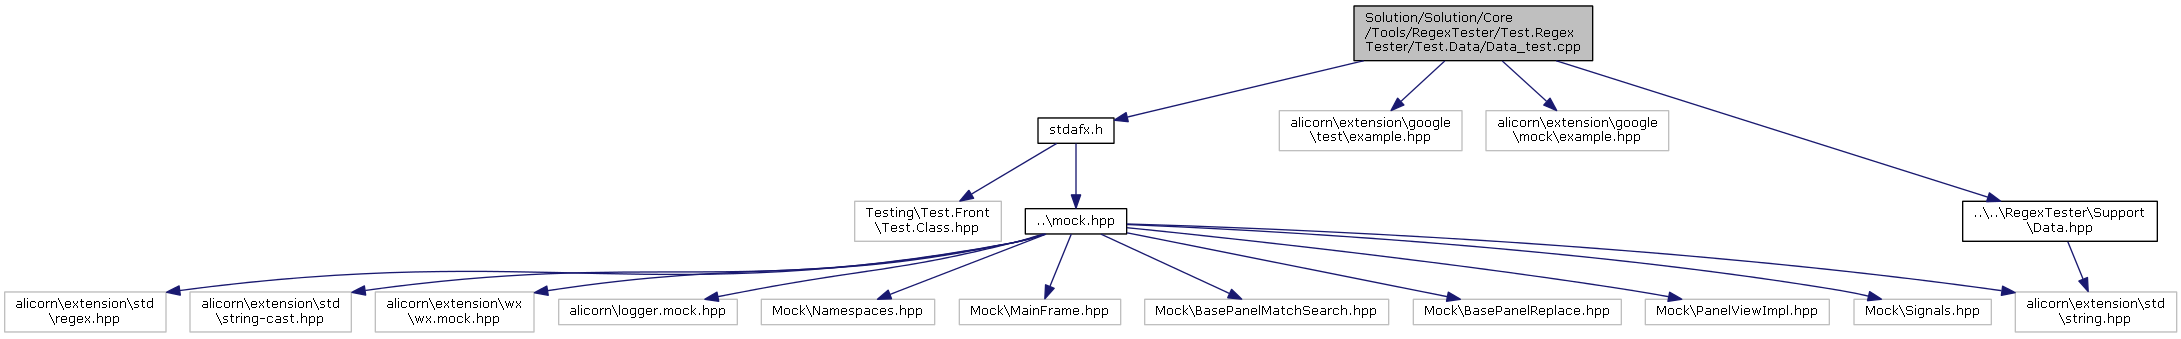 Solution/Solution/Core
/Tools/RegexTester/Test.Regex
Tester/Test.Data/Data_test.cpp
stdafx.h
alicorn\extension\google
\test\example.hpp
alicorn\extension\google
\mock\example.hpp
Testing\Test.Front
\Test.Class.hpp
..\mock.hpp
..\..\RegexTester\Support
\Data.hpp
alicorn\extension\std
\regex.hpp
alicorn\extension\std
\string-cast.hpp
alicorn\extension\wx
\wx.mock.hpp
alicorn\logger.mock.hpp
Mock\Namespaces.hpp
Mock\MainFrame.hpp
Mock\BasePanelMatchSearch.hpp
Mock\BasePanelReplace.hpp
Mock\PanelViewImpl.hpp
Mock\Signals.hpp
alicorn\extension\std
\string.hpp